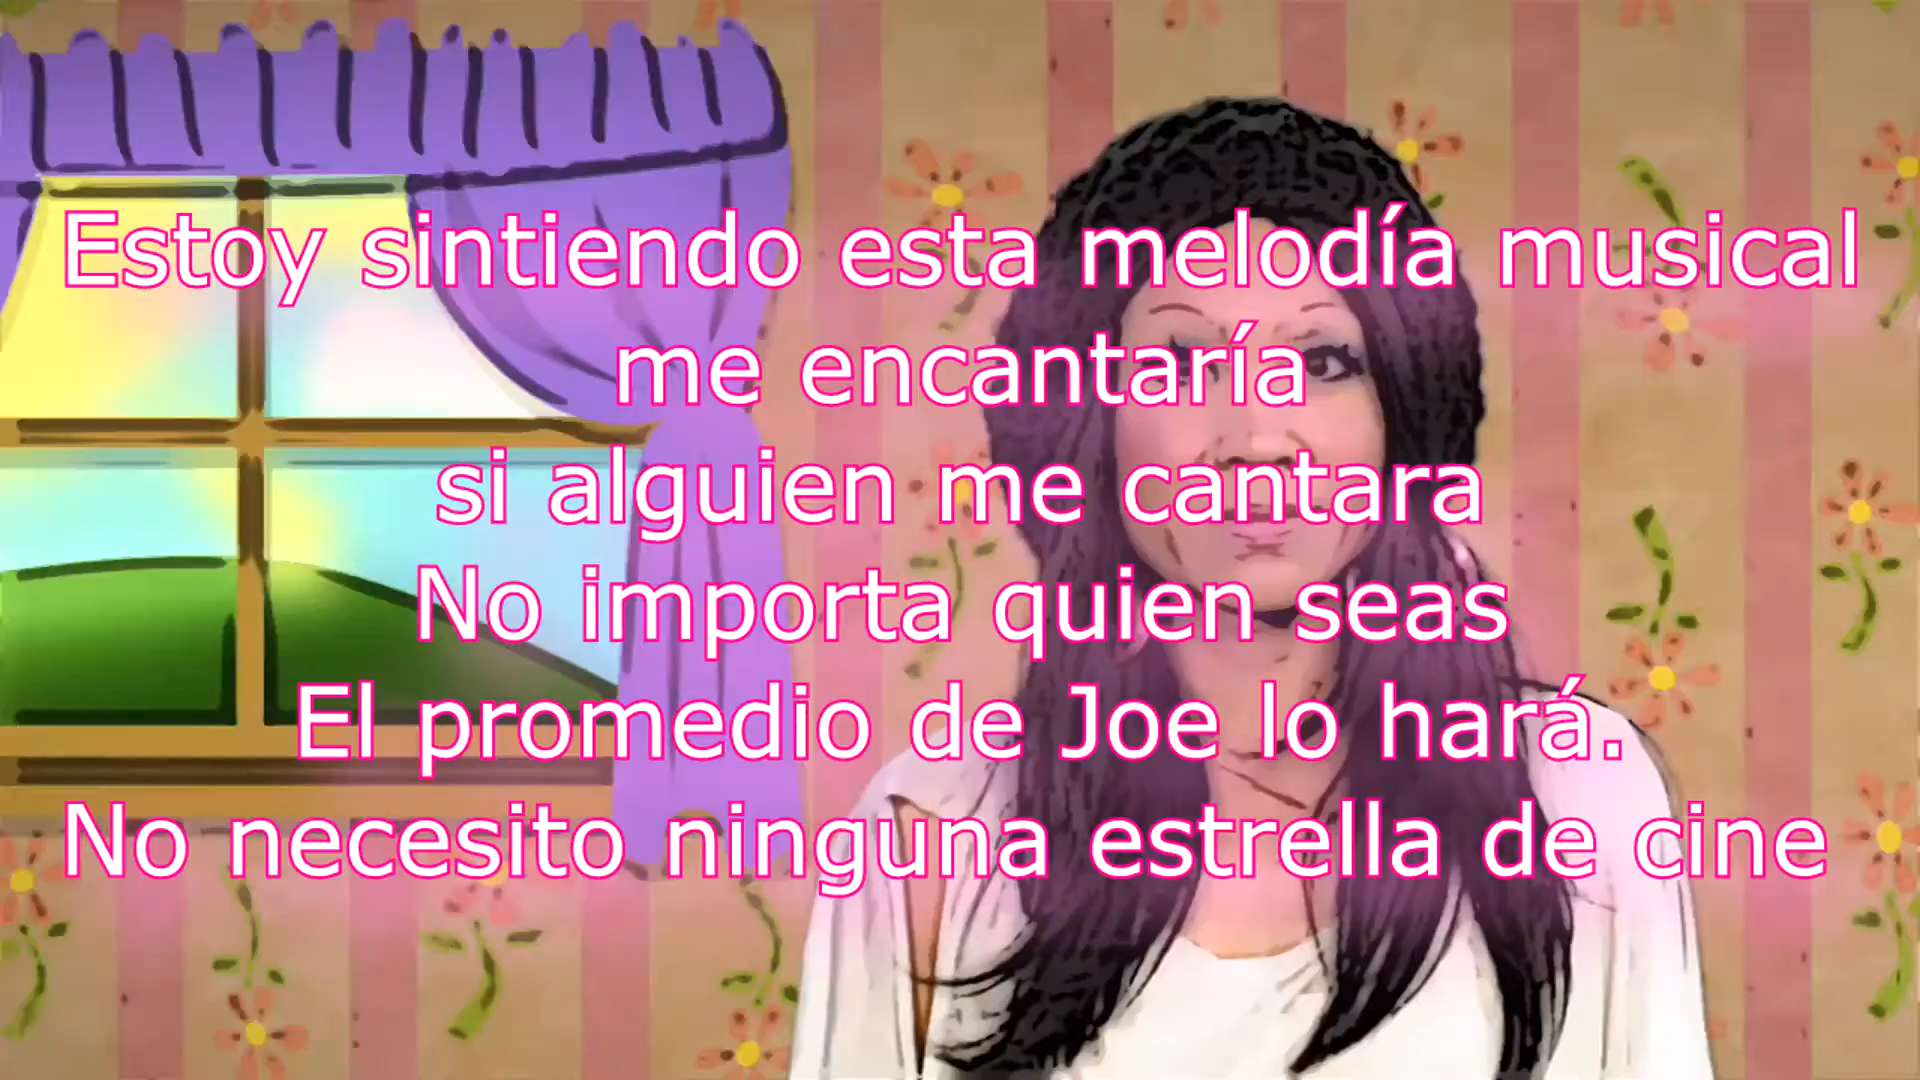 Estoy sintiendo esta melodía musical
me encantaría
si alguien me cantara
No importa quien seas
El promedio de Joe lo hará.
No necesito ninguna estrella de cine